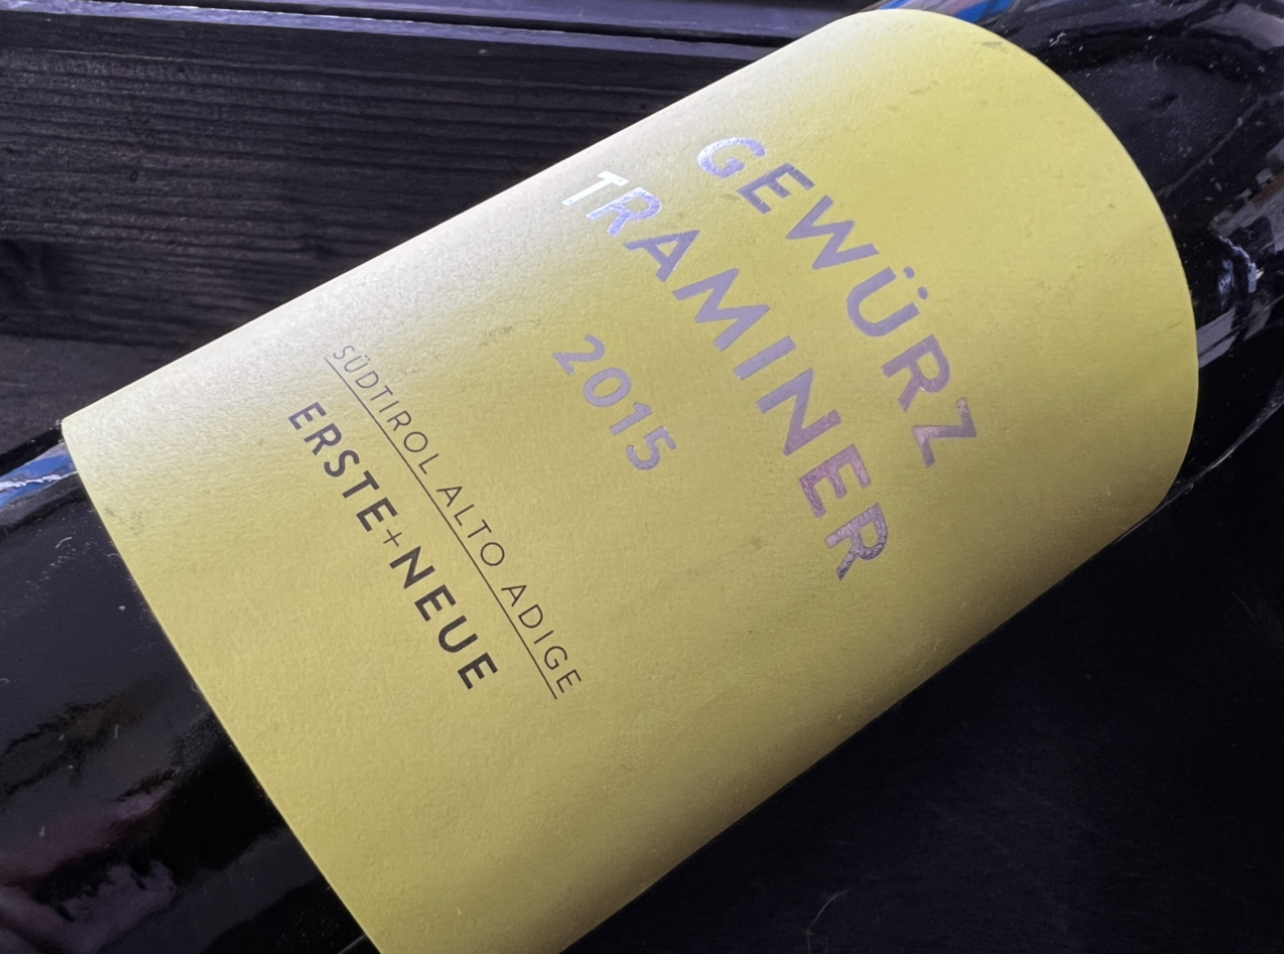 GEWÜRZ
TRAMINER
2015
SÜDTIROL ALTO ADIGE
ERSTE+NEUE